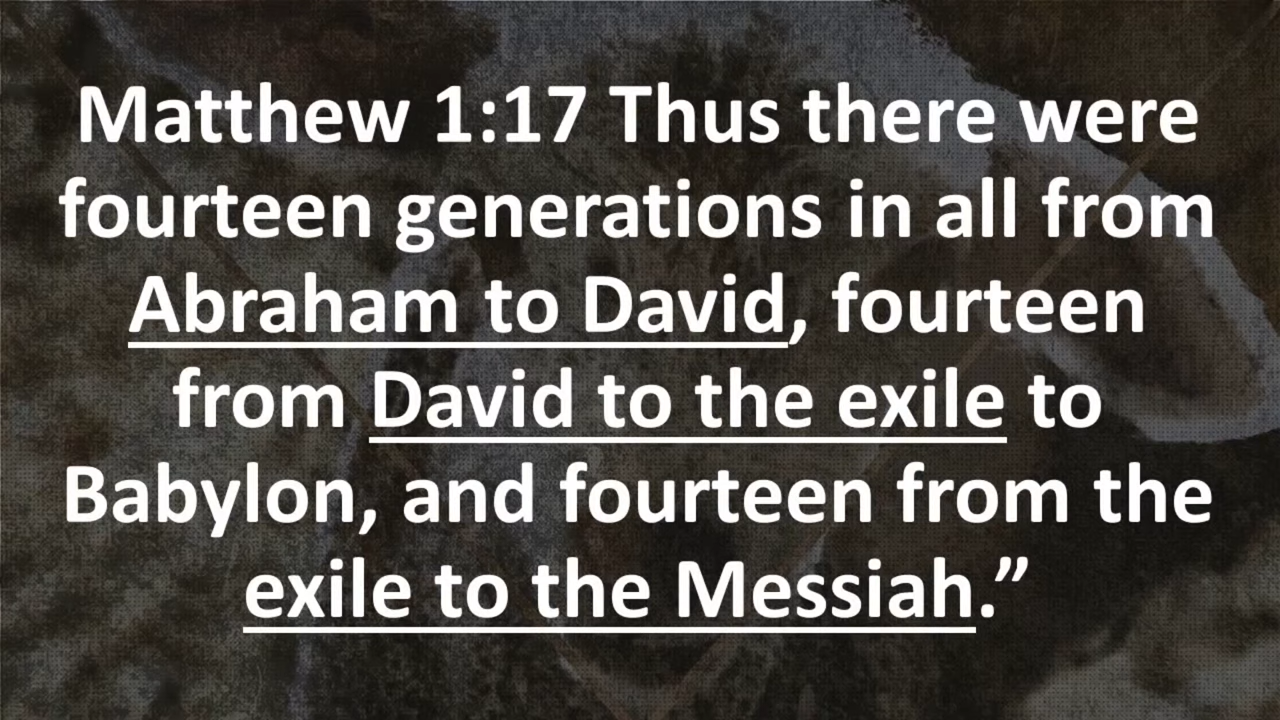 Matthew 1:17 Thus there were
fourteen generations in all from
Abraham to David, fourteen
from David to the exile to
Babylon, and fourteen from the
exile to the Messiah.”